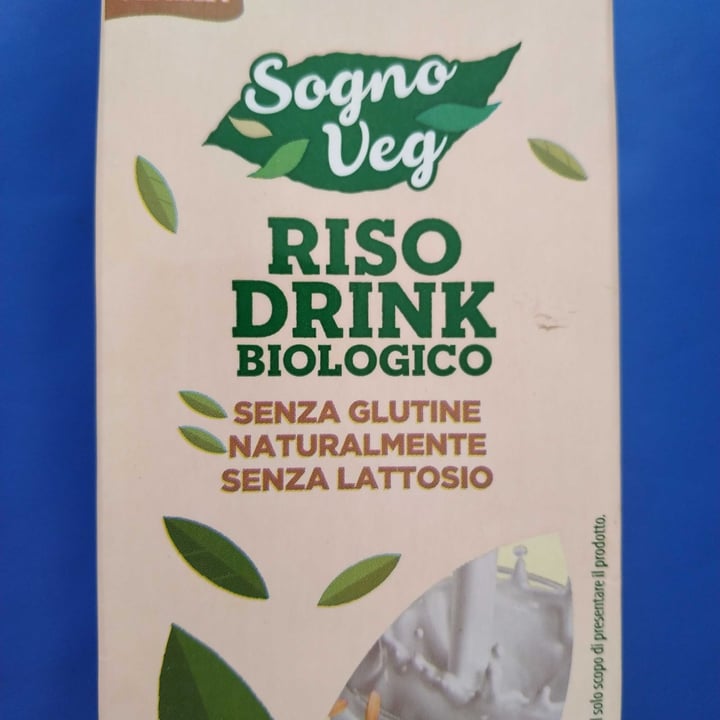 Sogno
Veg
RISO
DRINK
BIOLOGICO
SENZA GLUTINE
NATURALMENTE
SENZA LATTOSIO
solo scopo di presentare il prodotto.